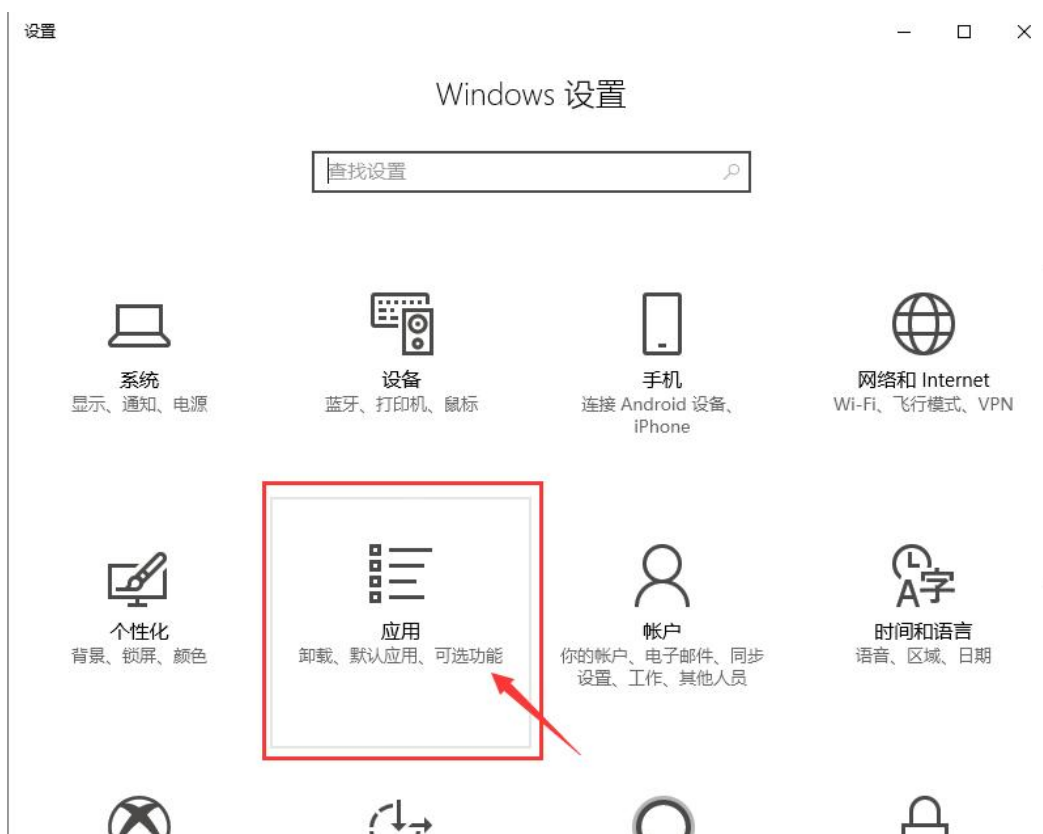 设置
Windows 设置
查找设置
系统
显示、通知、电源
设备
蓝牙、打印机、鼠标
手机
连接 Android 设备、
iPhone
网络和 Internet
Wi-Fi、飞行模式、VPN
个性化
背景、锁屏、颜色
应用
卸载、默认应用、可选功能
帐户
你的帐户、电子邮件、同步
设置、工作、其他人员
时间和语言
语音、区域、日期